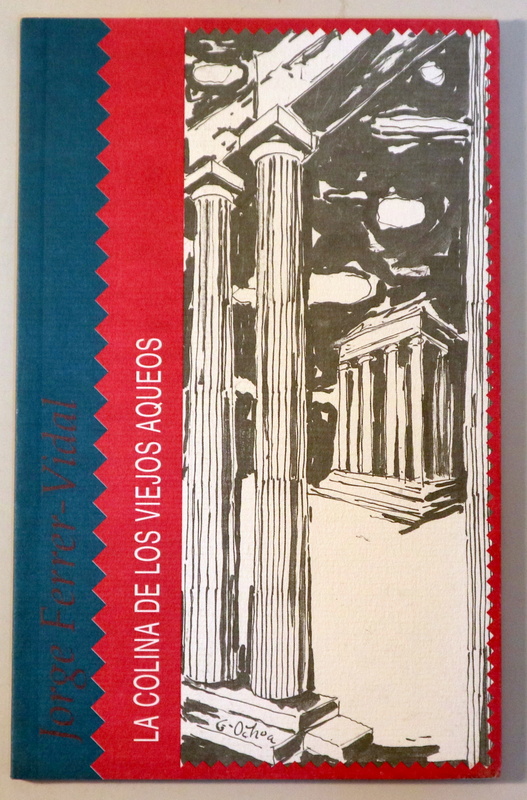 Jorge Ferrer-Vidal
LA COLINA DE LOS VIEJOS AQUEOS
G-Ochoa